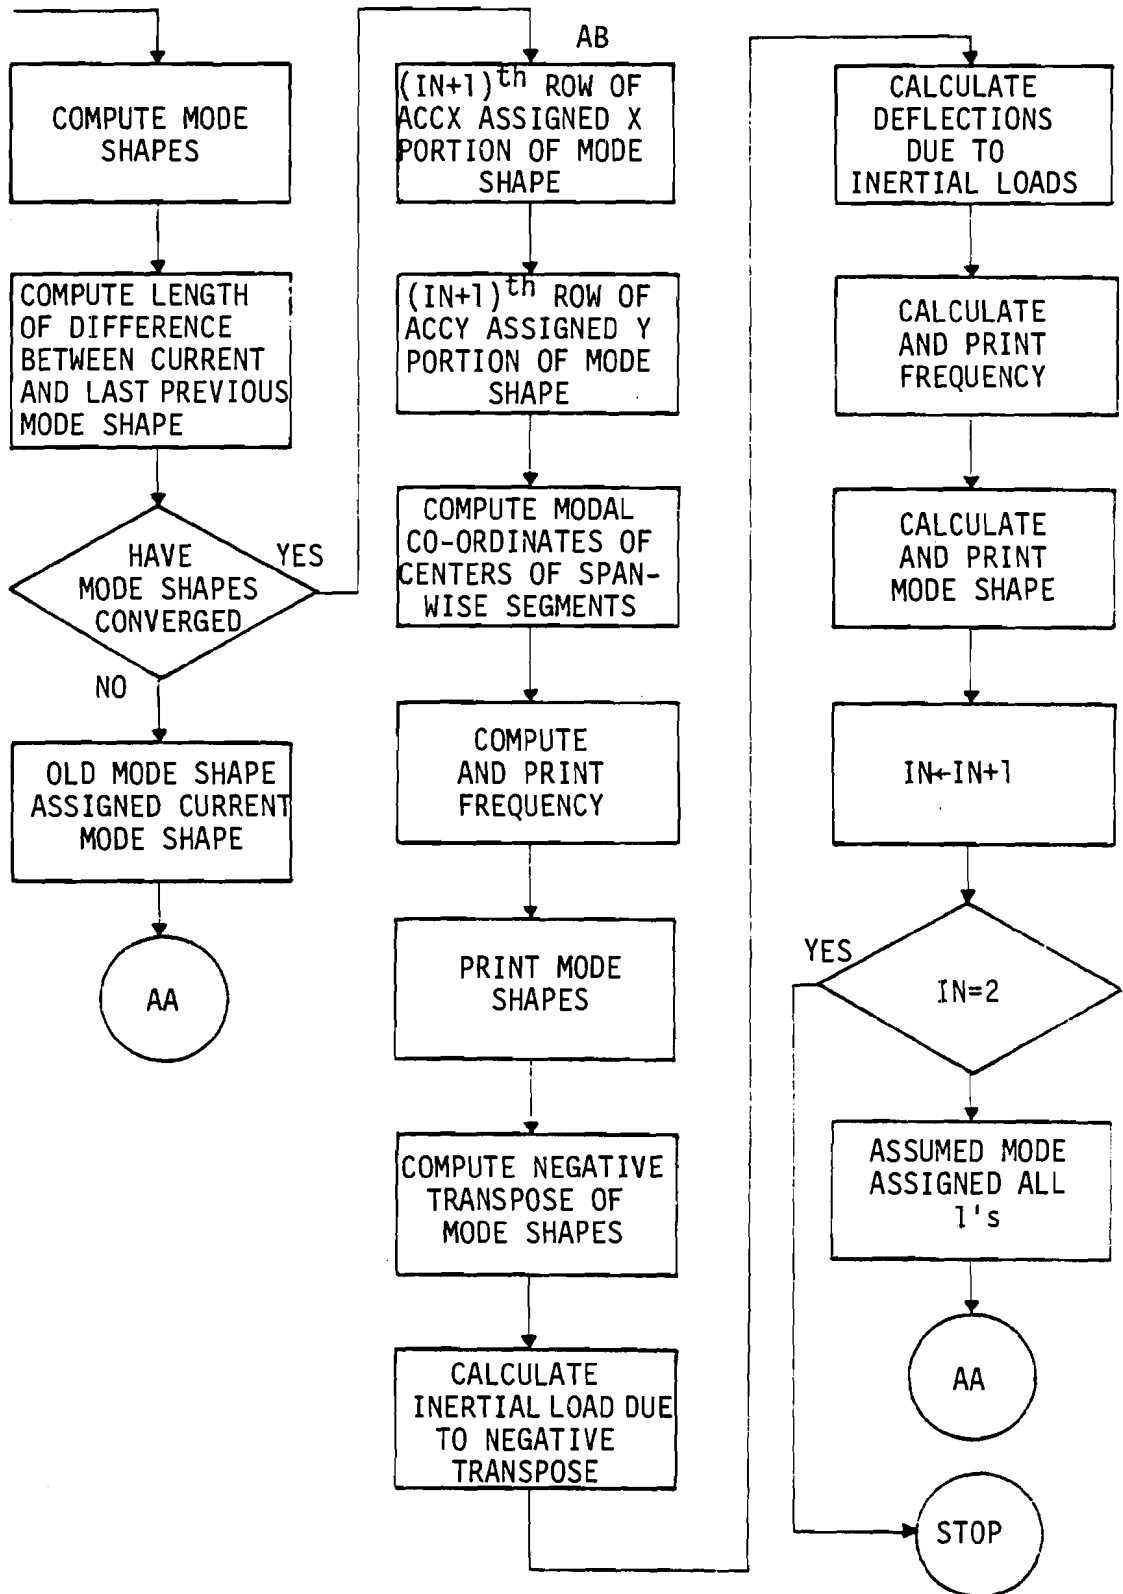 COMPUTE MODE
SHAPES
COMPUTE LENGTH
OF DIFFERENCE
BETWEEN CURRENT
AND LAST PREVIOUS
MODE SHAPE
HAVE
MODE SHAPES
CONVERGED
YES
NO
OLD MODE SHAPE
ASSIGNED CURRENT
MODE SHAPE
AA
AB
(IN+1)th ROW OF
ACCX ASSIGNED X
PORTION OF MODE
SHAPE
(IN+1)th ROW OF
ACCY ASSIGNED Y
PORTION OF MODE
SHAPE
COMPUTE MODAL
CO-ORDINATES OF
CENTERS OF SPAN-
WISE SEGMENTS
COMPUTE
AND PRINT
FREQUENCY
PRINT MODE
SHAPES
COMPUTE NEGATIVE
TRANSPOSE OF
MODE SHAPES
CALCULATE
INERTIAL LOAD DUE
TO NEGATIVE
TRANSPOSE
CALCULATE
DEFLECTIONS
DUE TO
INERTIAL LOADS
CALCULATE
AND PRINT
FREQUENCY
CALCULATE
AND PRINT
MODE SHAPE
IN←IN+1
YES
IN=2
ASSUMED MODE
ASSIGNED ALL
1's
AA
STOP